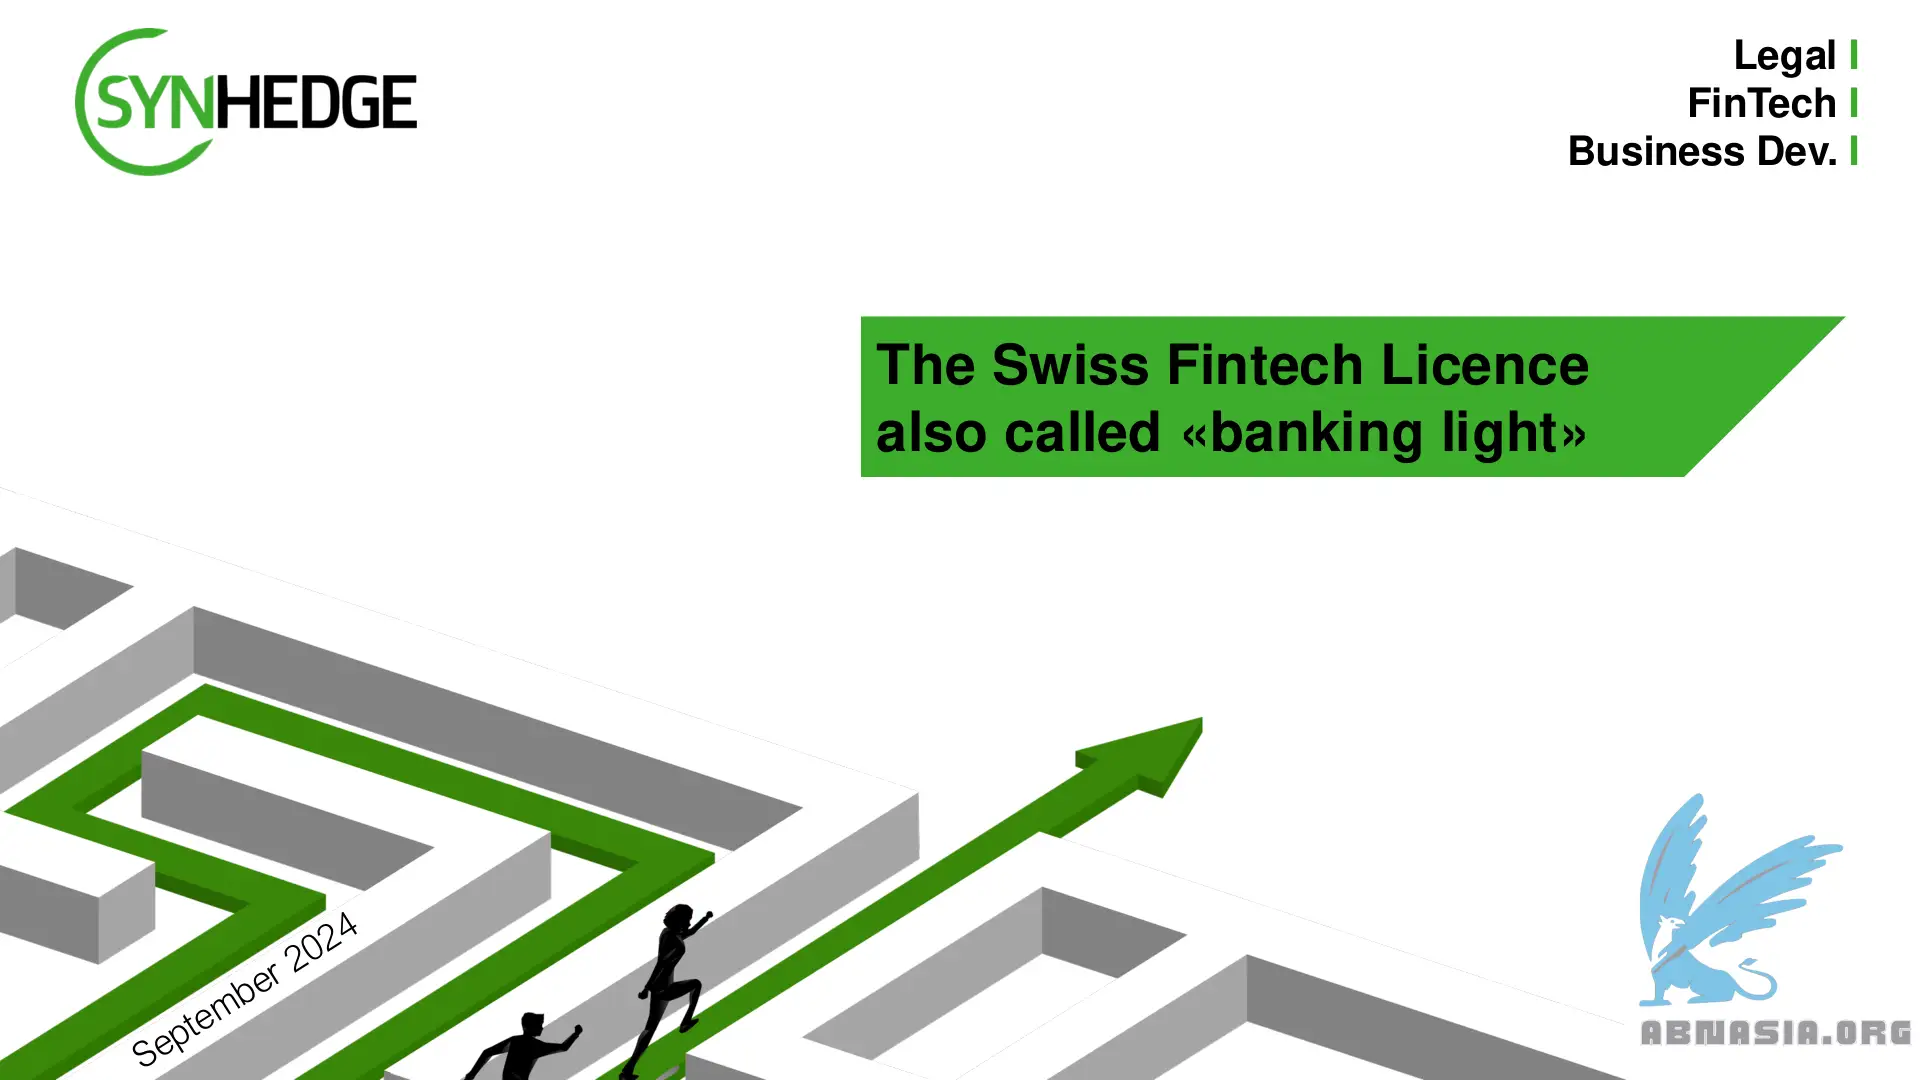 SYNHEDGE
Legal I
FinTech I
Business Dev. I
The Swiss Fintech Licence
also called «banking light»
September 2024
ABNASIA.ORG